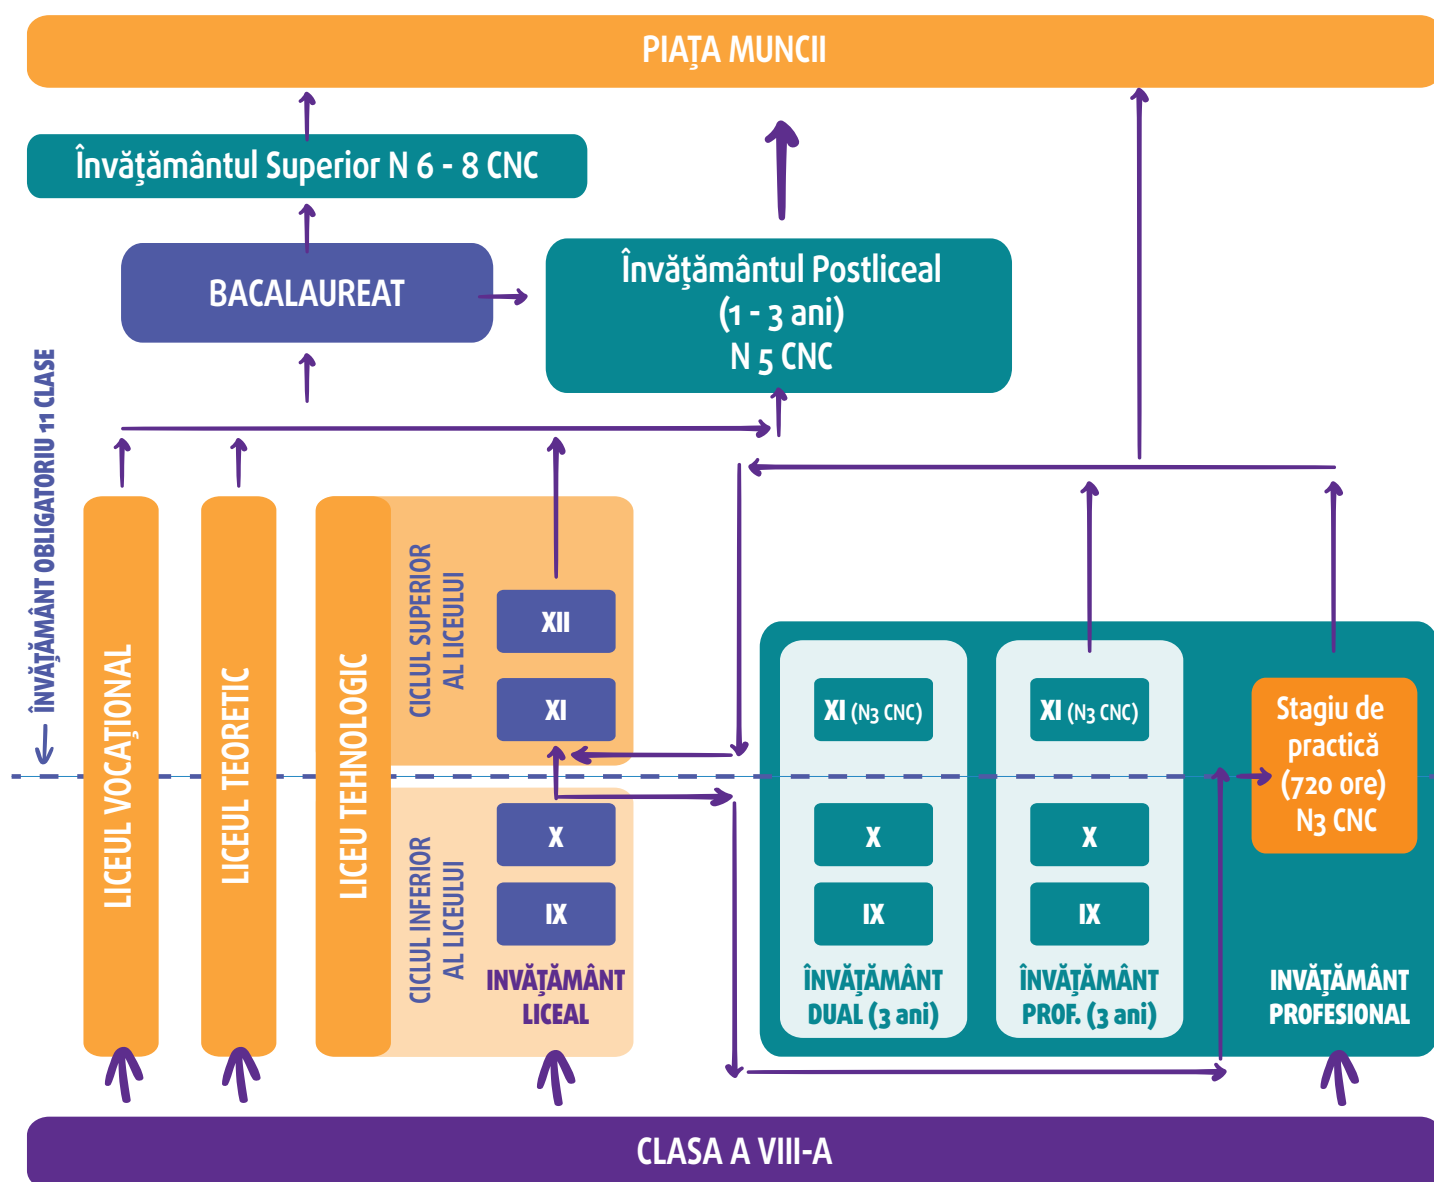 PIAȚA MUNCII
Învățământul Superior N 6 - 8 CNC
BACALAUREAT
Învățământul Postliceal
(1 - 3 ani)
N 5 CNC
ÎNVĂȚĂMÂNT OBLIGATORIU 11 CLASE
LICEUL VOCAȚIONAL
LICEUL TEORETIC
LICEU TEHNOLOGIC
CICLUL SUPERIOR
AL LICEULUI
XII
XI
CICLUL INFERIOR
AL LICEULUI
X
IX
INVĂȚĂMÂNT
LICEAL
XI (N3 CNC)
X
IX
ÎNVĂȚĂMÂNT
DUAL (3 ani)
XI (N3 CNC)
X
IX
ÎNVĂȚĂMÂNT
PROF. (3 ani)
Stagiu de
practică
(720 ore)
N3 CNC
INVĂȚĂMÂNT
PROFESIONAL
CLASA A VIII-A